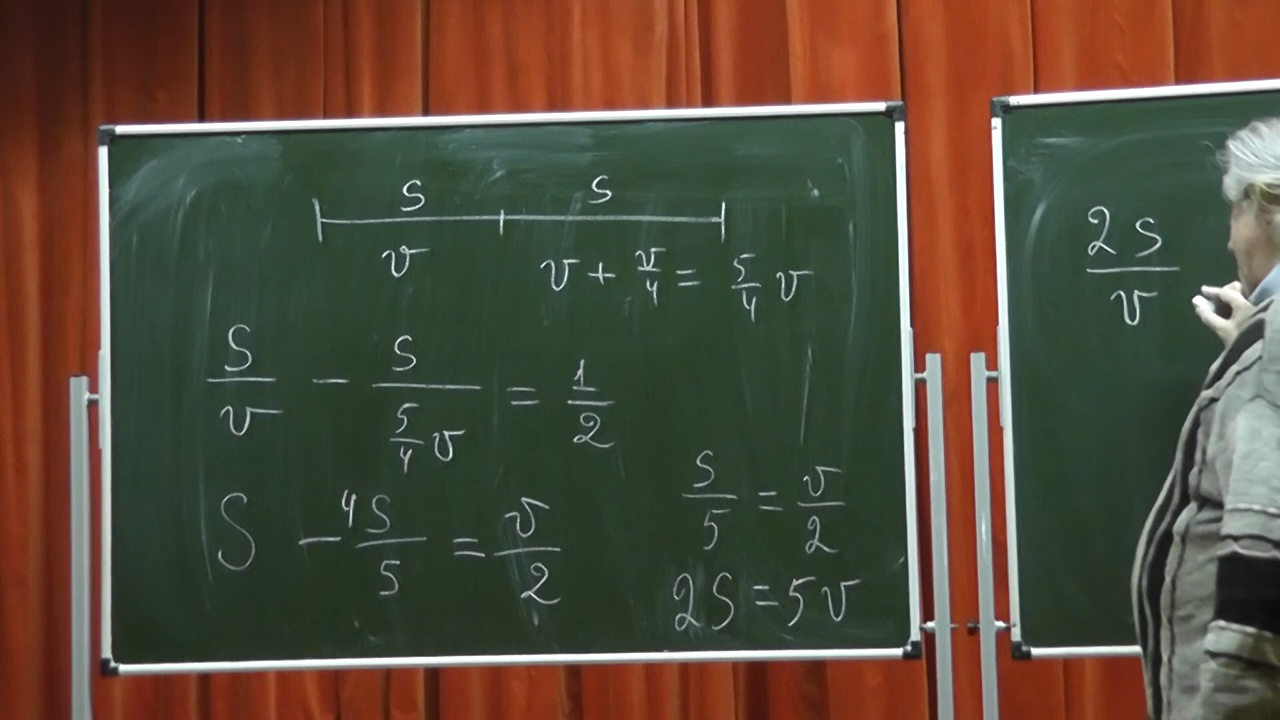 S S
v v + v/4 = 5/4 v
S/v - S/(5/4 v) = 1/2
S - 4S/5 = v/2
S/5 = v/2
2S = 5v
2S/v